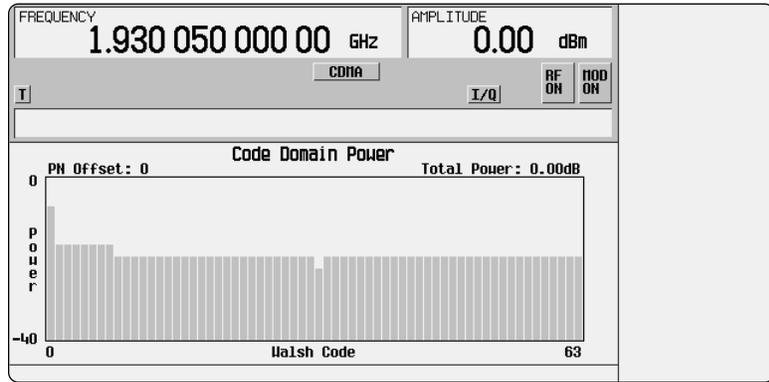 FREQUENCY
1.930 050 000 00 GHz
AMPLITUDE
0.00 dBm
CDMA
T
I/Q
RF ON
MOD ON
Code Domain Power
PN Offset: 0
Total Power: 0.00dB
0
Power
-40
0
Walsh Code
63